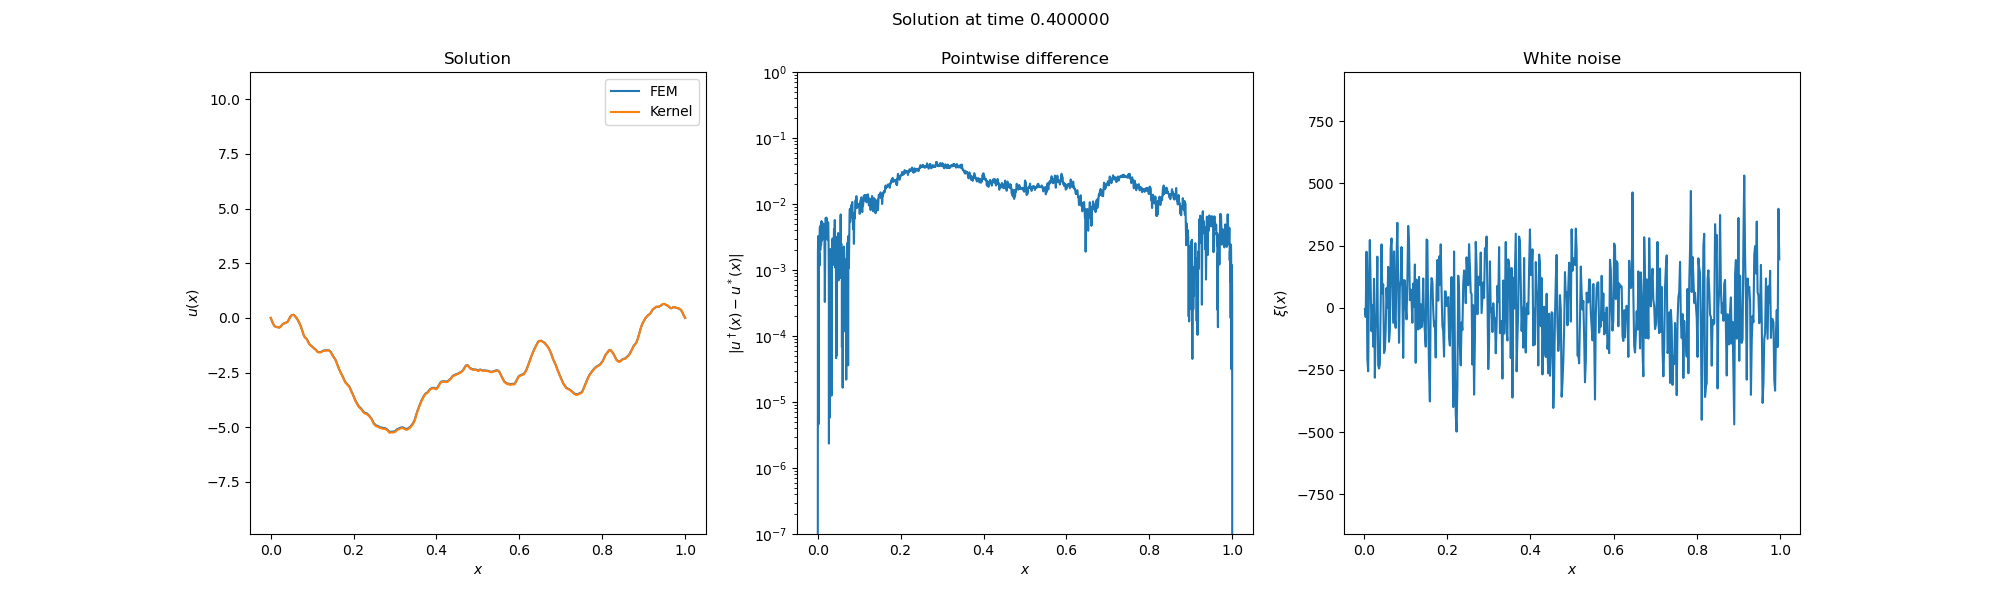 Solution at time 0.400000
Solution
FEM
Kernel
10.0
7.5
5.0
2.5
0.0
−2.5
−5.0
−7.5
u(x)
0.0 0.2 0.4 0.6 0.8 1.0
x
Pointwise difference
10⁰
10⁻¹
10⁻²
10⁻³
10⁻⁴
10⁻⁵
10⁻⁶
10⁻⁷
|u†(x) − u*(x)|
0.0 0.2 0.4 0.6 0.8 1.0
x
White noise
750
500
250
0
−250
−500
−750
ξ(x)
0.0 0.2 0.4 0.6 0.8 1.0
x